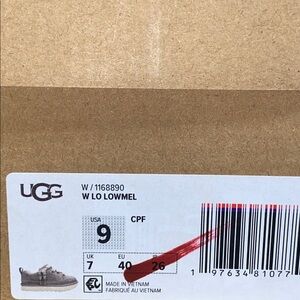 UGG
W / 1168890
W LO LOWMEL
USA
9
CPF
UK
7
EU
40
26
MADE IN VIETNAM
FABRIQUÉ AU VIETNAM
1 97634 81077